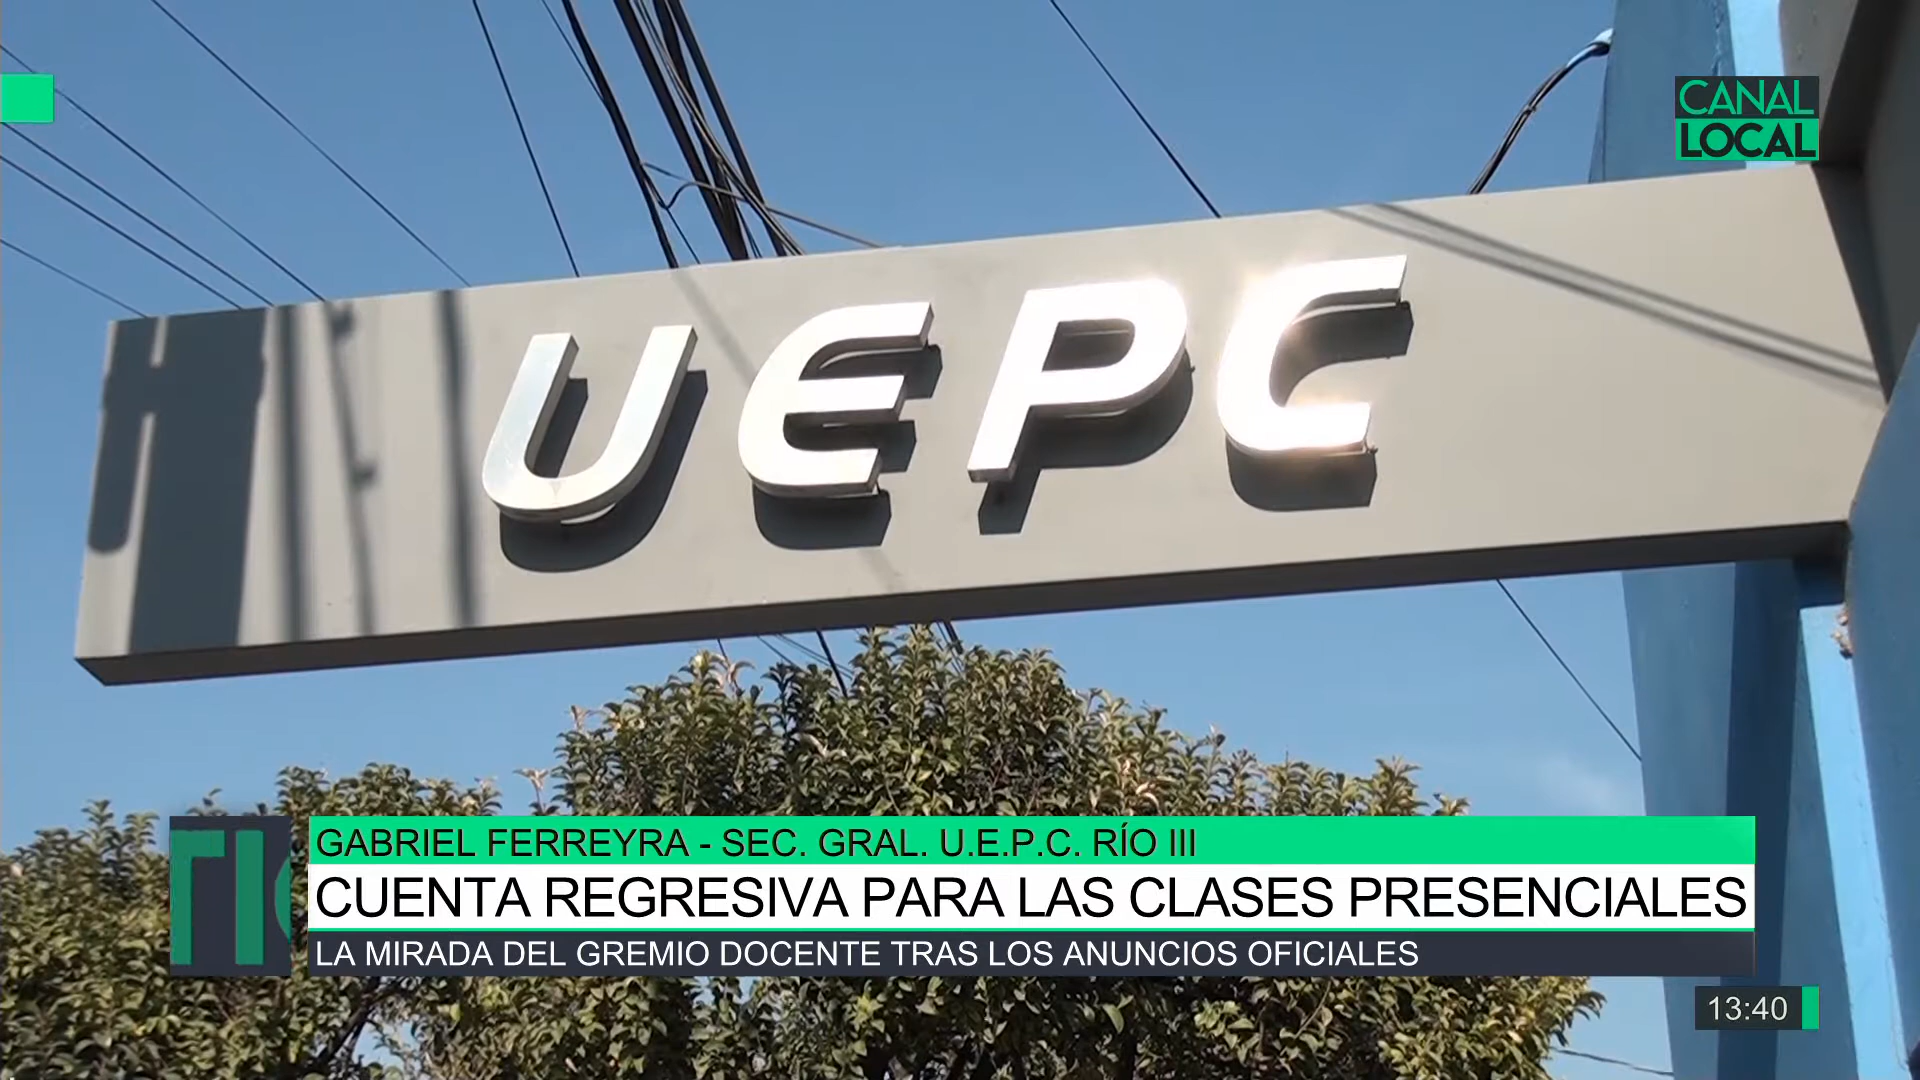 CANAL
LOCAL
UEPC
GABRIEL FERREYRA - SEC. GRAL. U.E.P.C. RÍO III
CUENTA REGRESIVA PARA LAS CLASES PRESENCIALES
LA MIRADA DEL GREMIO DOCENTE TRAS LOS ANUNCIOS OFICIALES
13:40